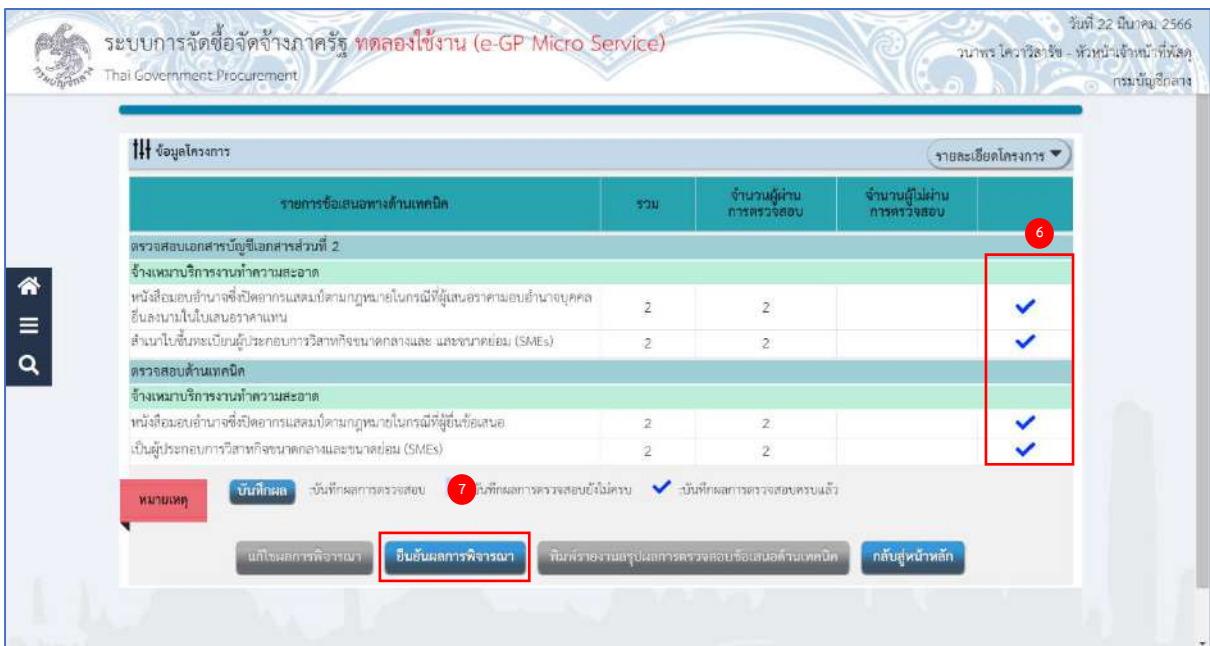 ระบบการจัดซื้อจัดจ้างภาครัฐ ทดลองใช้งาน (e-GP Micro Service)
Thai Government Procurement
วันที่ 22 มีนาคม 2566
วนาพร โควาวิสารัช - หัวหน้าเจ้าหน้าที่พัสดุ
กรมบัญชีกลาง
กรมบัญชีกลาง
ข้อมูลโครงการ
รายละเอียดโครงการ
รายการข้อเสนอทางด้านเทคนิค รวม จำนวนผู้ผ่าน จำนวนผู้ไม่ผ่าน
การตรวจสอบ การตรวจสอบ
6
ตรวจสอบเอกสารบัญชีเอกสารส่วนที่ 2
จ้างเหมาบริการงานทำความสะอาด
หนังสือมอบอำนาจซึ่งปิดอากรแสตมป์ตามกฎหมายในกรณีที่ผู้เสนอราคามอบอำนาจบุคคล
อื่นลงนามในใบเสนอราคาแทน 2 2
สำเนาใบขึ้นทะเบียนผู้ประกอบการวิสาหกิจขนาดกลางและ และขนาดย่อม (SMEs) 2 2
ตรวจสอบด้านเทคนิค
จ้างเหมาบริการงานทำความสะอาด
หนังสือมอบอำนาจซึ่งปิดอากรแสตมป์ตามกฎหมายในกรณีที่ผู้ยื่นข้อเสนอ 2 2
เป็นผู้ประกอบการวิสาหกิจขนาดกลางและขนาดย่อม (SMEs) 2 2
หมายเหตุ บันทึกผล :บันทึกผลการตรวจสอบ 7 บันทึกผลการตรวจสอบยังไม่ครบ :บันทึกผลการตรวจสอบครบแล้ว
แก้ไขผลการพิจารณา ยืนยันผลการพิจารณา พิมพ์รายงานสรุปผลการตรวจสอบข้อเสนอด้านเทคนิค กลับสู่หน้าหลัก